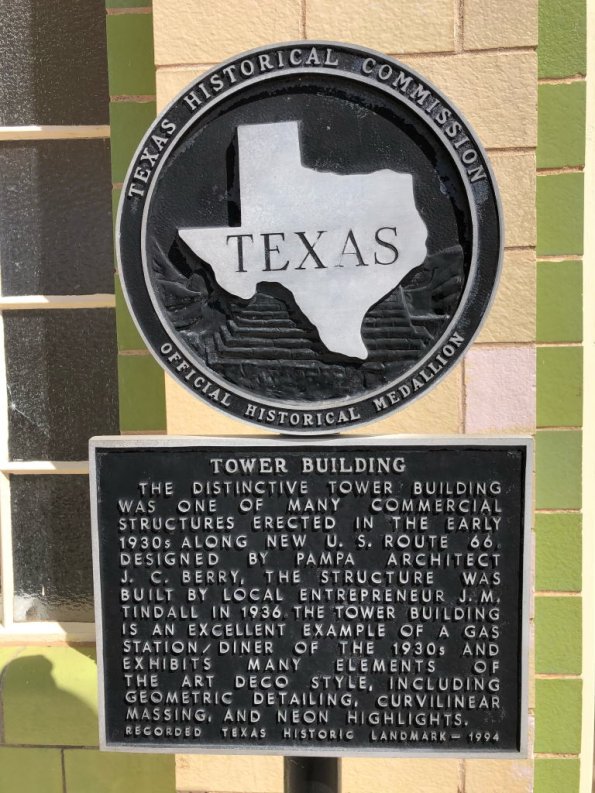 TEXAS HISTORICAL COMMISSION
TEXAS
OFFICIAL HISTORICAL MEDALLION
TOWER BUILDING
THE DISTINCTIVE TOWER BUILDING
WAS ONE OF MANY COMMERCIAL
STRUCTURES ERECTED IN THE EARLY
1930s ALONG NEW U. S. ROUTE 66.
DESIGNED BY PAMPA ARCHITECT
J. C. BERRY, THE STRUCTURE WAS
BUILT BY LOCAL ENTREPRENEUR J. M.
TINDALL IN 1936. THE TOWER BUILDING
IS AN EXCELLENT EXAMPLE OF A GAS
STATION/DINER OF THE 1930s AND
EXHIBITS MANY ELEMENTS OF
THE ART DECO STYLE, INCLUDING
GEOMETRIC DETAILING, CURVILINEAR
MASSING, AND NEON HIGHLIGHTS.
RECORDED TEXAS HISTORIC LANDMARK – 1994